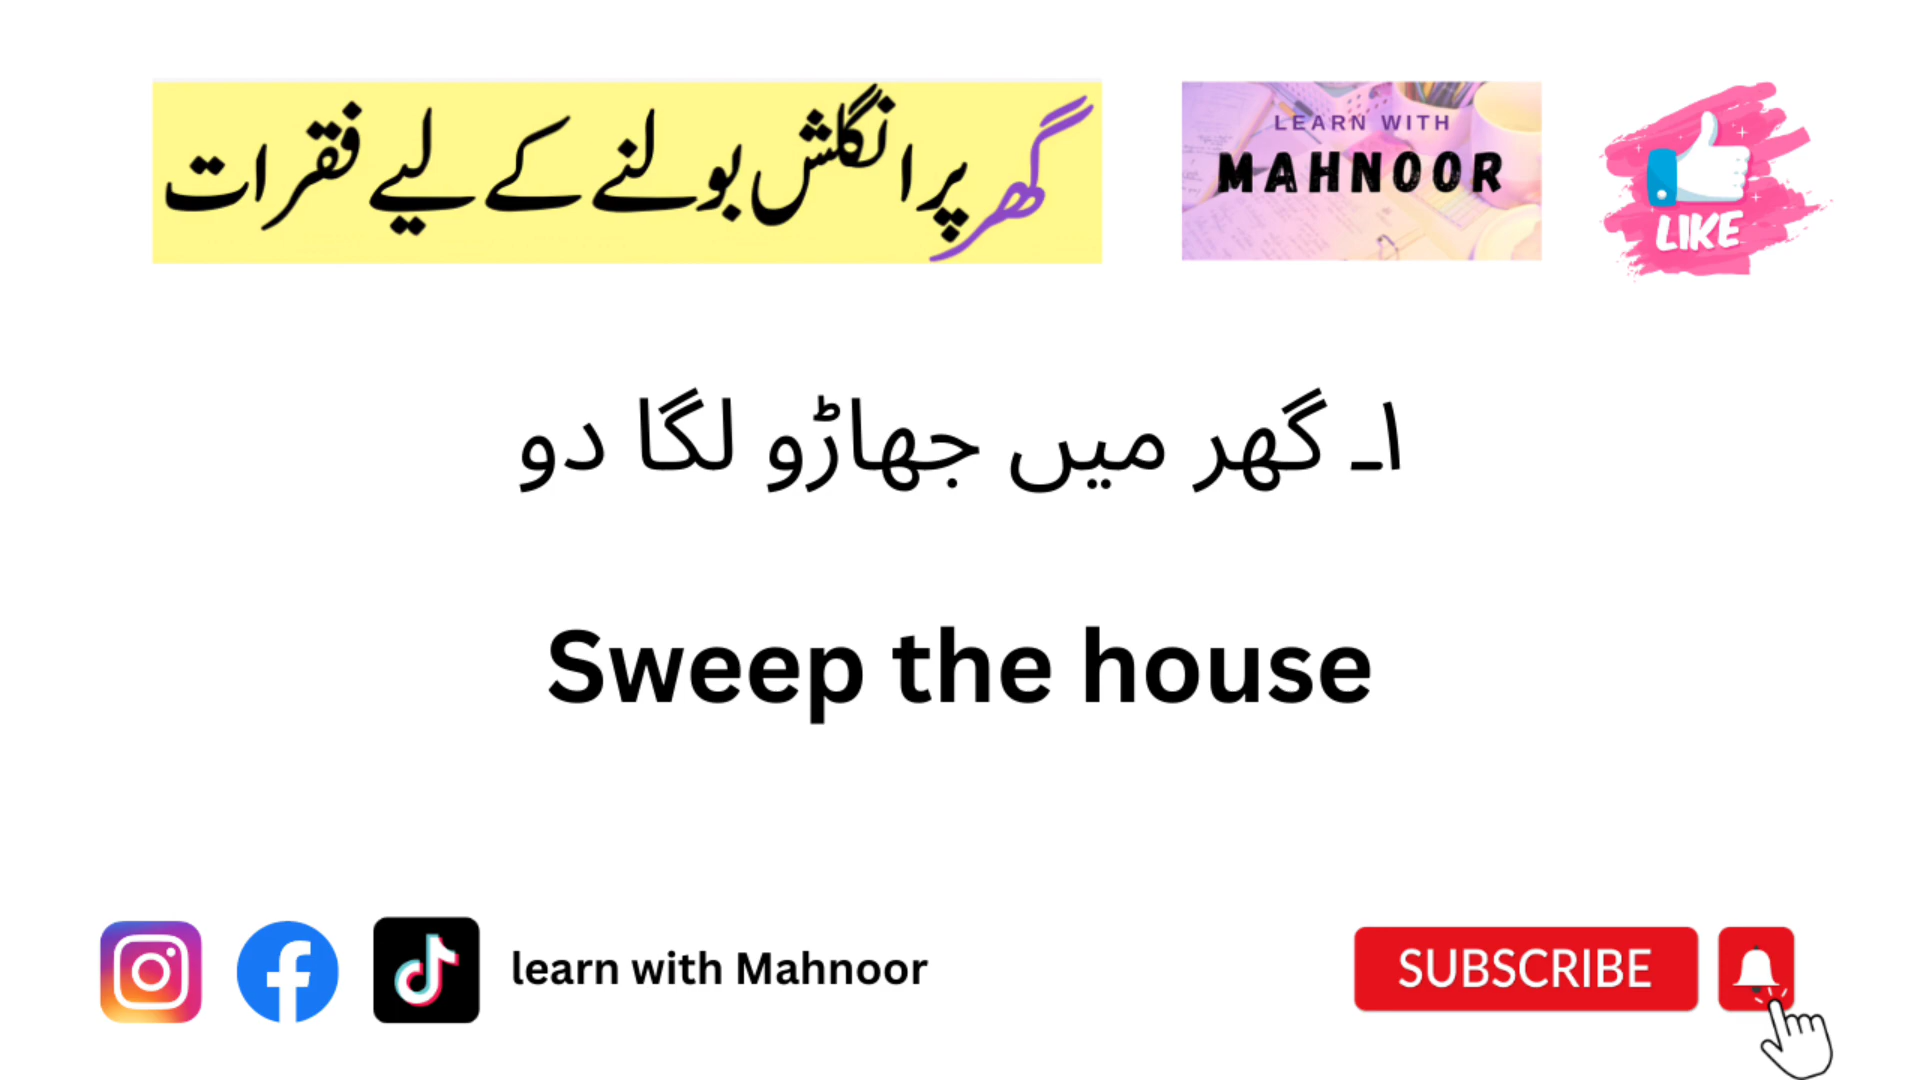 گھر پر انگلش بولنے کے لیے فقرات
LEARN WITH
MAHNOOR
LIKE
۱۔ گھر میں جھاڑو لگا دو
Sweep the house
learn with Mahnoor
SUBSCRIBE